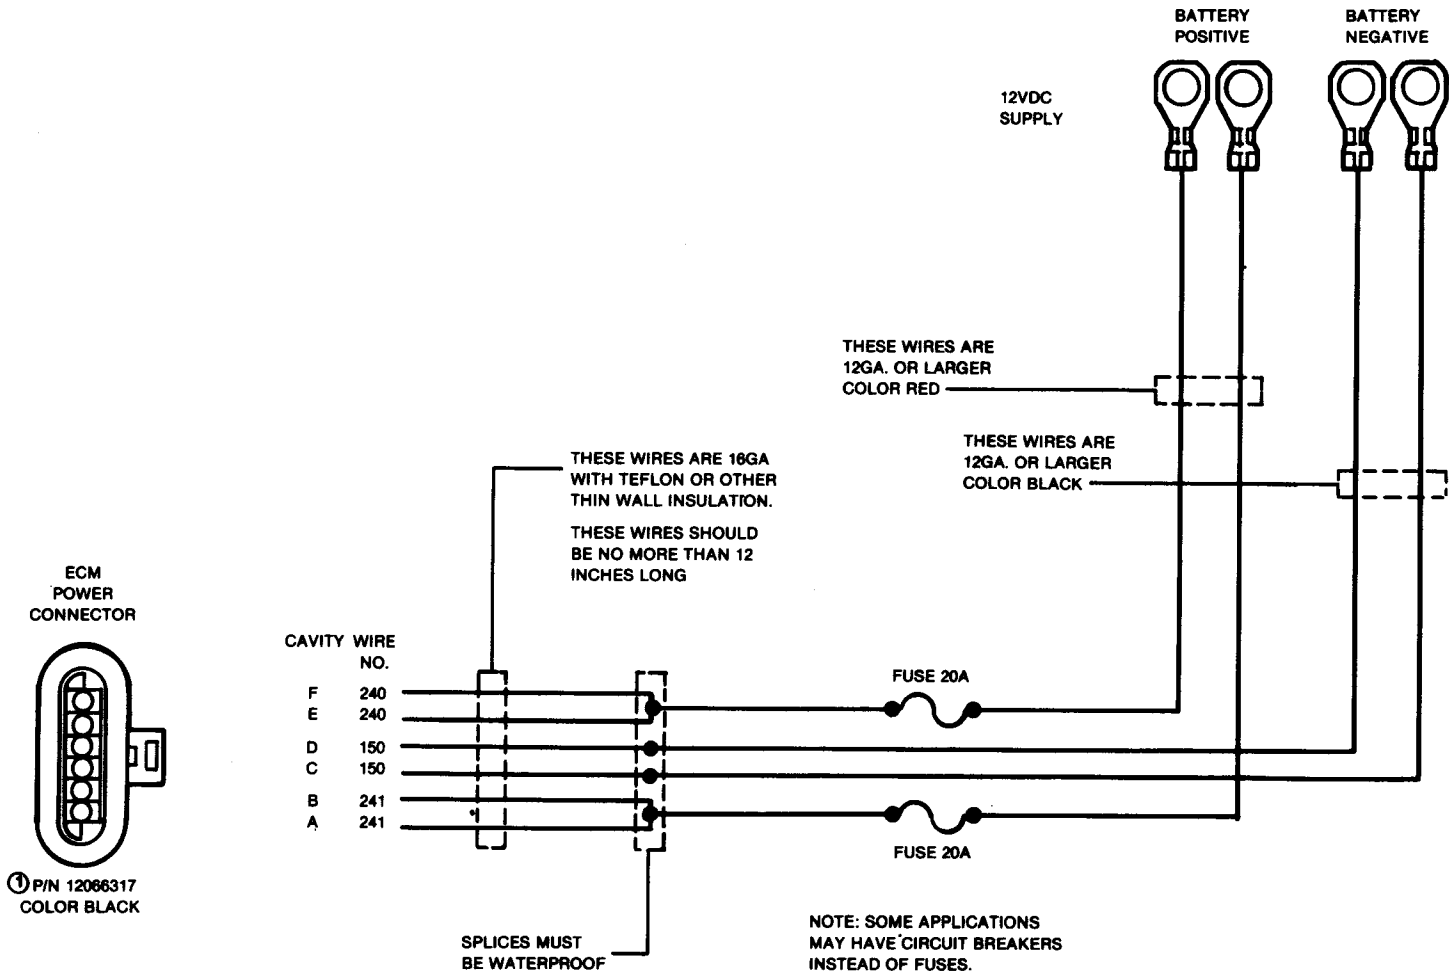 BATTERY
POSITIVE
BATTERY
NEGATIVE
12VDC
SUPPLY
THESE WIRES ARE
12GA. OR LARGER
COLOR RED
THESE WIRES ARE
12GA. OR LARGER
COLOR BLACK
THESE WIRES ARE 16GA
WITH TEFLON OR OTHER
THIN WALL INSULATION.
THESE WIRES SHOULD
BE NO MORE THAN 12
INCHES LONG
ECM
POWER
CONNECTOR
CAVITY WIRE
NO.
F 240
E 240
D 150
C 150
B 241
A 241
FUSE 20A
FUSE 20A
① P/N 12066317
COLOR BLACK
SPLICES MUST
BE WATERPROOF
NOTE: SOME APPLICATIONS
MAY HAVE CIRCUIT BREAKERS
INSTEAD OF FUSES.